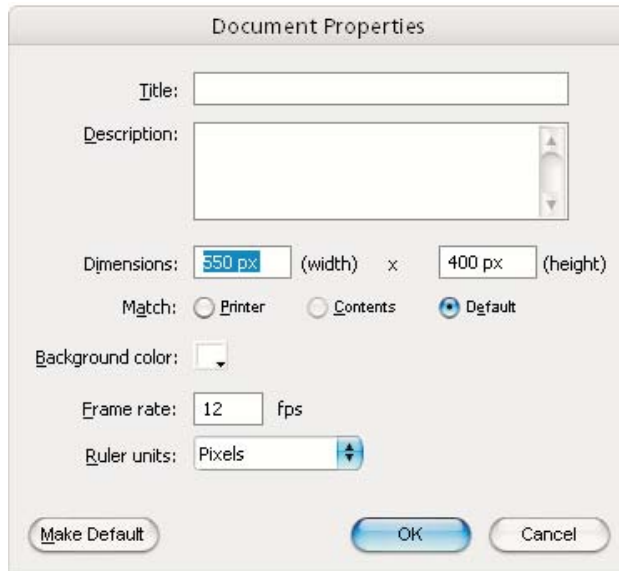 Document Properties
Title:
Description:
Dimensions: 550 px (width) x 400 px (height)
Match: Printer Contents Default
Background color:
Frame rate: 12 fps
Ruler units: Pixels
Make Default OK Cancel